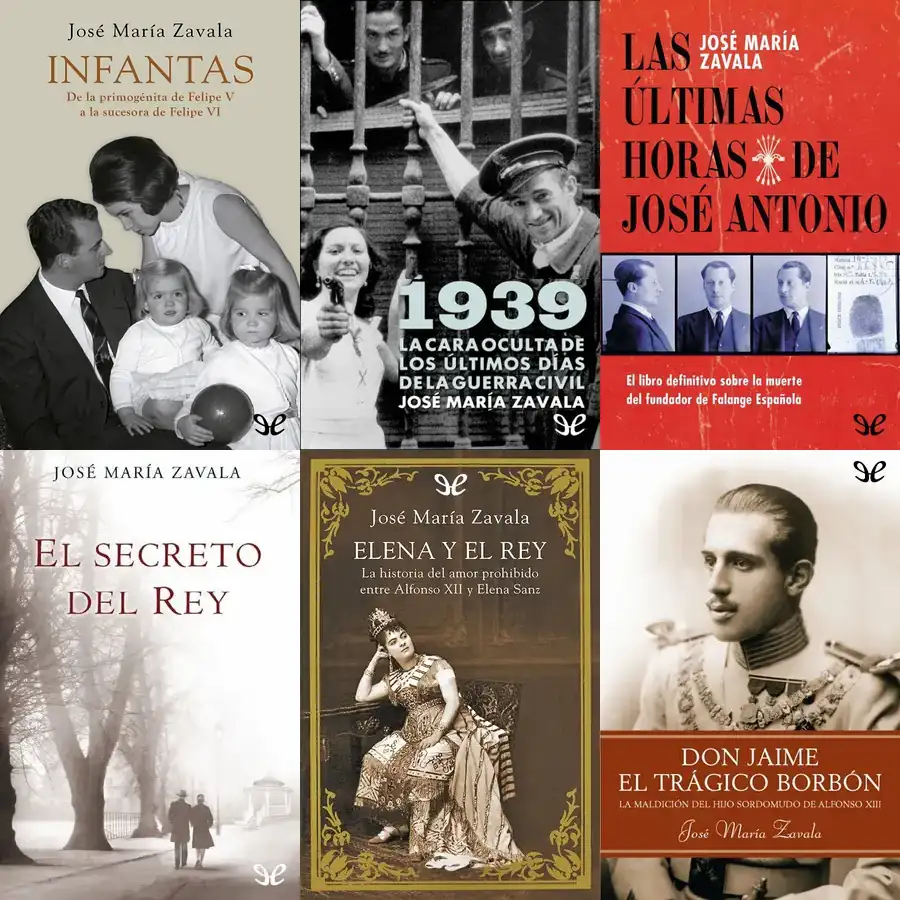 José María Zavala
INFANTAS
De la primogénita de Felipe V
a la sucesora de Felipe VI
1939
LA CARA OCULTA DE
LOS ÚLTIMOS DÍAS
DE LA GUERRA CIVIL
JOSÉ MARÍA ZAVALA
LAS JOSÉ MARÍA
ZAVALA
ÚLTIMAS
HORAS DE
JOSÉ ANTONIO
El libro definitivo sobre la muerte
del fundador de Falange Española
JOSÉ MARÍA ZAVALA
EL SECRETO
DEL REY
José María Zavala
ELENA Y EL REY
La historia del amor prohibido
entre Alfonso XII y Elena Sanz
DON JAIME
EL TRÁGICO BORBÓN
LA MALDICIÓN DEL HIJO SORDOMUDO DE ALFONSO XIII
José María Zavala